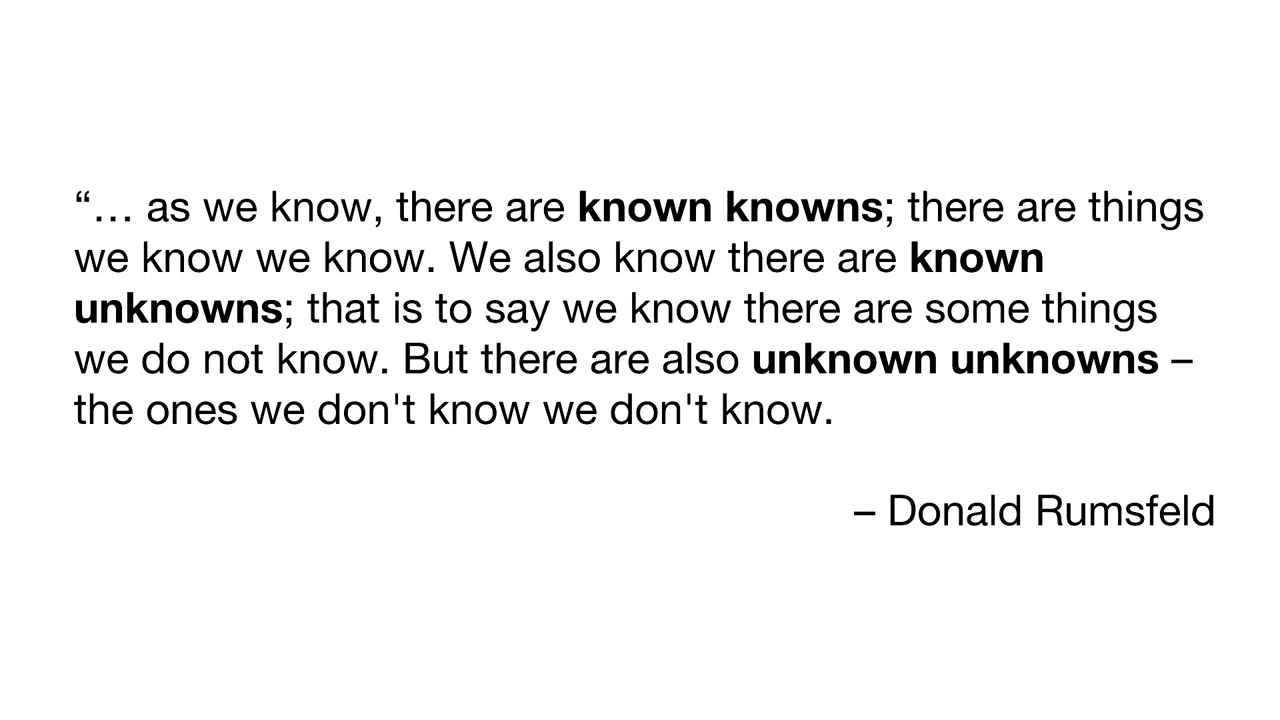 “… as we know, there are known knowns; there are things
we know we know. We also know there are known
unknowns; that is to say we know there are some things
we do not know. But there are also unknown unknowns –
the ones we don't know we don't know.
– Donald Rumsfeld